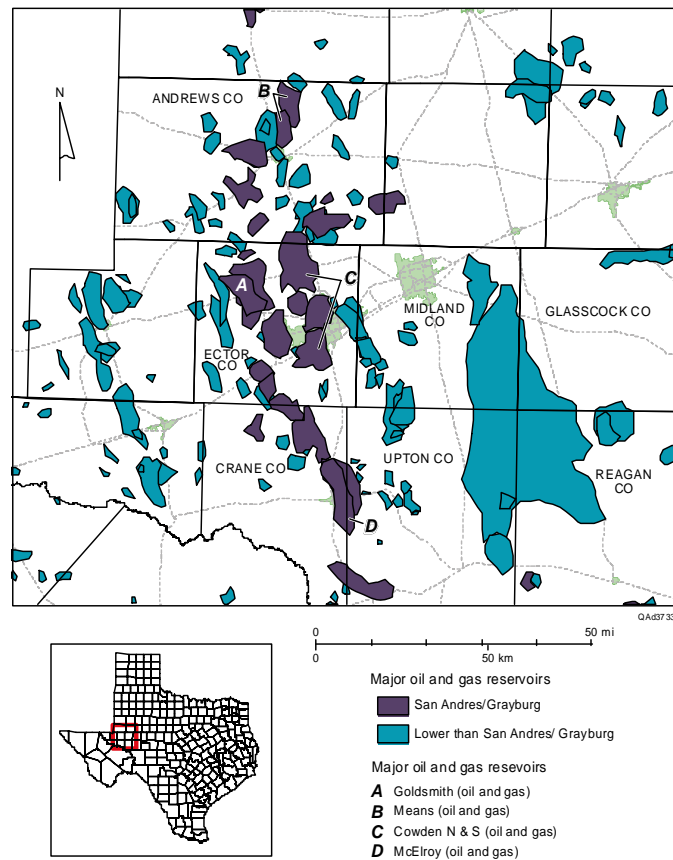 N
ANDREWS CO
B
A
C
MIDLAND
CO
GLASSCOCK CO
ECTOR
CO
CRANE CO
UPTON CO
REAGAN
CO
D
QAd3733
0 50 mi
0 50 km
Major oil and gas reservoirs
San Andres/Grayburg
Lower than San Andres/ Grayburg
Major oil and gas resevoirs
A Goldsmith (oil and gas)
B Means (oil and gas)
C Cowden N & S (oil and gas)
D McElroy (oil and gas)